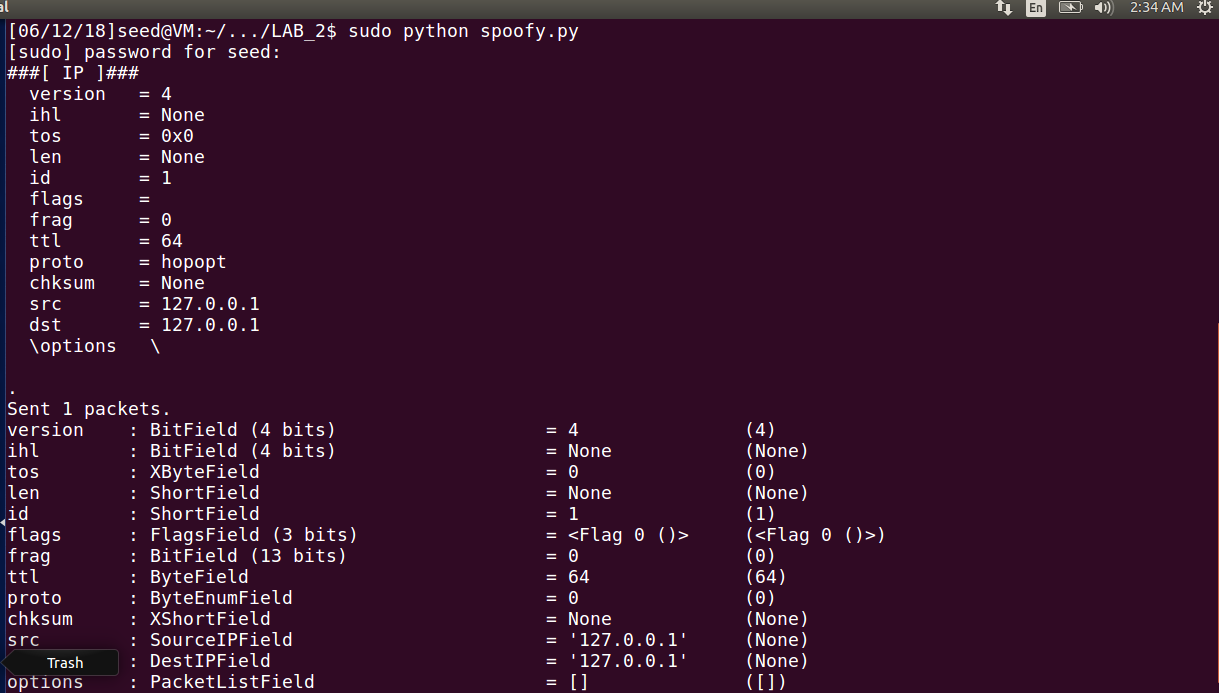 al En 2:34 AM
[06/12/18]seed@VM:~/.../LAB_2$ sudo python spoofy.py
[sudo] password for seed:
###[ IP ]###
  version   = 4
  ihl       = None
  tos       = 0x0
  len       = None
  id        = 1
  flags     =
  frag      = 0
  ttl       = 64
  proto     = hopopt
  chksum    = None
  src       = 127.0.0.1
  dst       = 127.0.0.1
  \options   \
.
Sent 1 packets.
version    : BitField (4 bits)                   = 4               (4)
ihl        : BitField (4 bits)                   = None            (None)
tos        : XByteField                          = 0               (0)
len        : ShortField                          = None            (None)
id         : ShortField                          = 1               (1)
flags      : FlagsField (3 bits)                 = <Flag 0 ()>     (<Flag 0 ()>)
frag       : BitField (13 bits)                  = 0               (0)
ttl        : ByteField                           = 64              (64)
proto      : ByteEnumField                       = 0               (0)
chksum     : XShortField                         = None            (None)
src        : SourceIPField                       = '127.0.0.1'     (None)
Trash      : DestIPField                         = '127.0.0.1'     (None)
options    : PacketListField                     = []              ([])